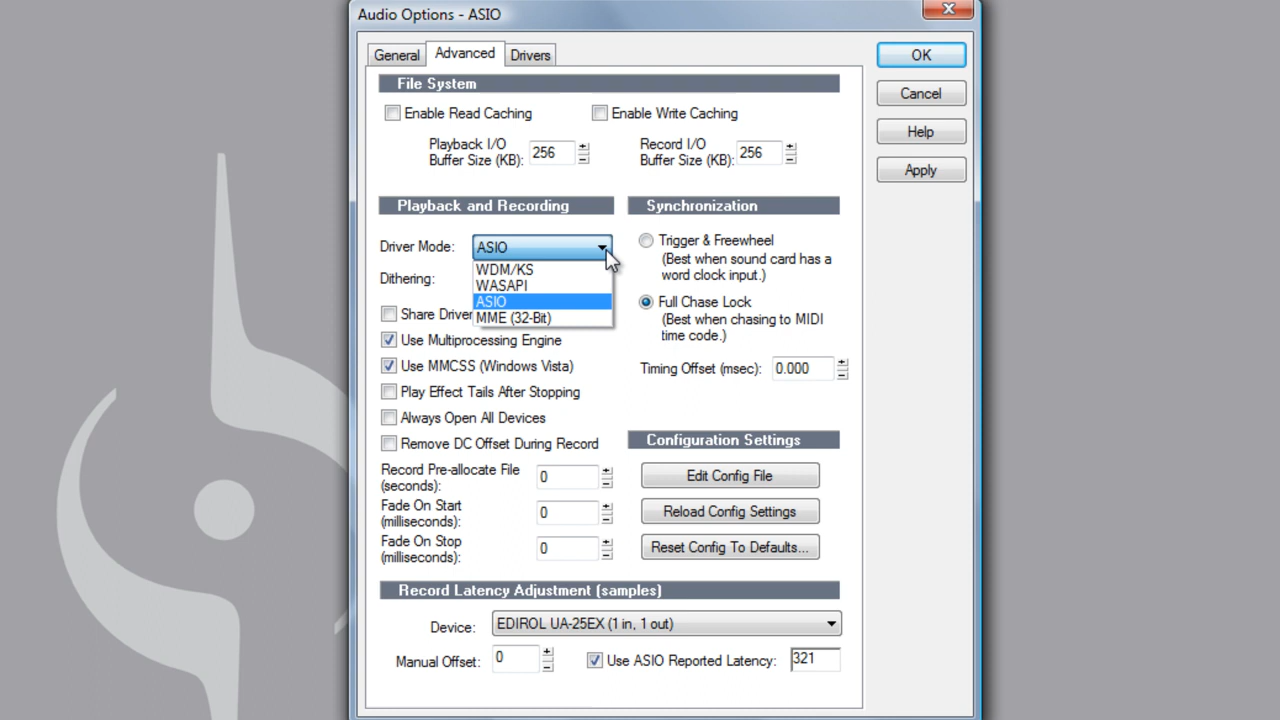 Audio Options - ASIO
General
Advanced
Drivers
OK
Cancel
Help
Apply
File System
Enable Read Caching
Enable Write Caching
Playback I/O
Buffer Size (KB):
256
Record I/O
Buffer Size (KB):
256
Playback and Recording
Driver Mode:
ASIO
WDM/KS
WASAPI
ASIO
MME (32-Bit)
Dithering:
Share Driver
Use Multiprocessing Engine
Use MMCSS (Windows Vista)
Play Effect Tails After Stopping
Always Open All Devices
Remove DC Offset During Record
Record Pre-allocate File
(seconds):
0
Fade On Start
(milliseconds):
0
Fade On Stop
(milliseconds):
0
Synchronization
Trigger & Freewheel
(Best when sound card has a
word clock input.)
Full Chase Lock
(Best when chasing to MIDI
time code.)
Timing Offset (msec):
0.000
Configuration Settings
Edit Config File
Reload Config Settings
Reset Config To Defaults...
Record Latency Adjustment (samples)
Device:
EDIROL UA-25EX (1 in, 1 out)
Manual Offset:
0
Use ASIO Reported Latency:
321